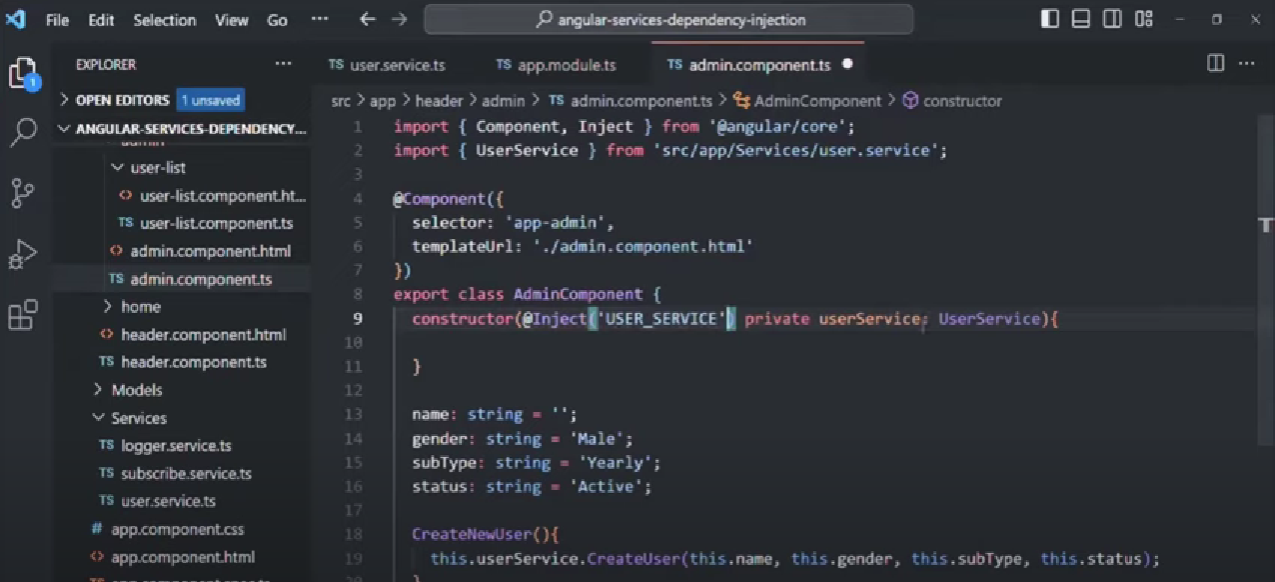 File Edit Selection View Go ··· angular-services-dependency-injection
EXPLORER ···
OPEN EDITORS 1 unsaved
ANGULAR-SERVICES-DEPENDENCY...
admin
user-list
user-list.component.ht...
TS user-list.component.ts
admin.component.html
TS admin.component.ts
home
header.component.html
TS header.component.ts
Models
Services
TS logger.service.ts
TS subscribe.service.ts
TS user.service.ts
# app.component.css
<> app.component.html
TS user.service.ts TS app.module.ts TS admin.component.ts
src > app > header > admin > TS admin.component.ts > AdminComponent > constructor
1 import { Component, Inject } from '@angular/core';
2 import { UserService } from 'src/app/Services/user.service';
3
4 @Component({
5 selector: 'app-admin',
6 templateUrl: './admin.component.html'
7 })
8 export class AdminComponent {
9 constructor(@Inject('USER_SERVICE') private userService: UserService){
10
11 }
12
13 name: string = '';
14 gender: string = 'Male';
15 subType: string = 'Yearly';
16 status: string = 'Active';
17
18 CreateNewUser(){
19 this.userService.CreateUser(this.name, this.gender, this.subType, this.status);
20 }